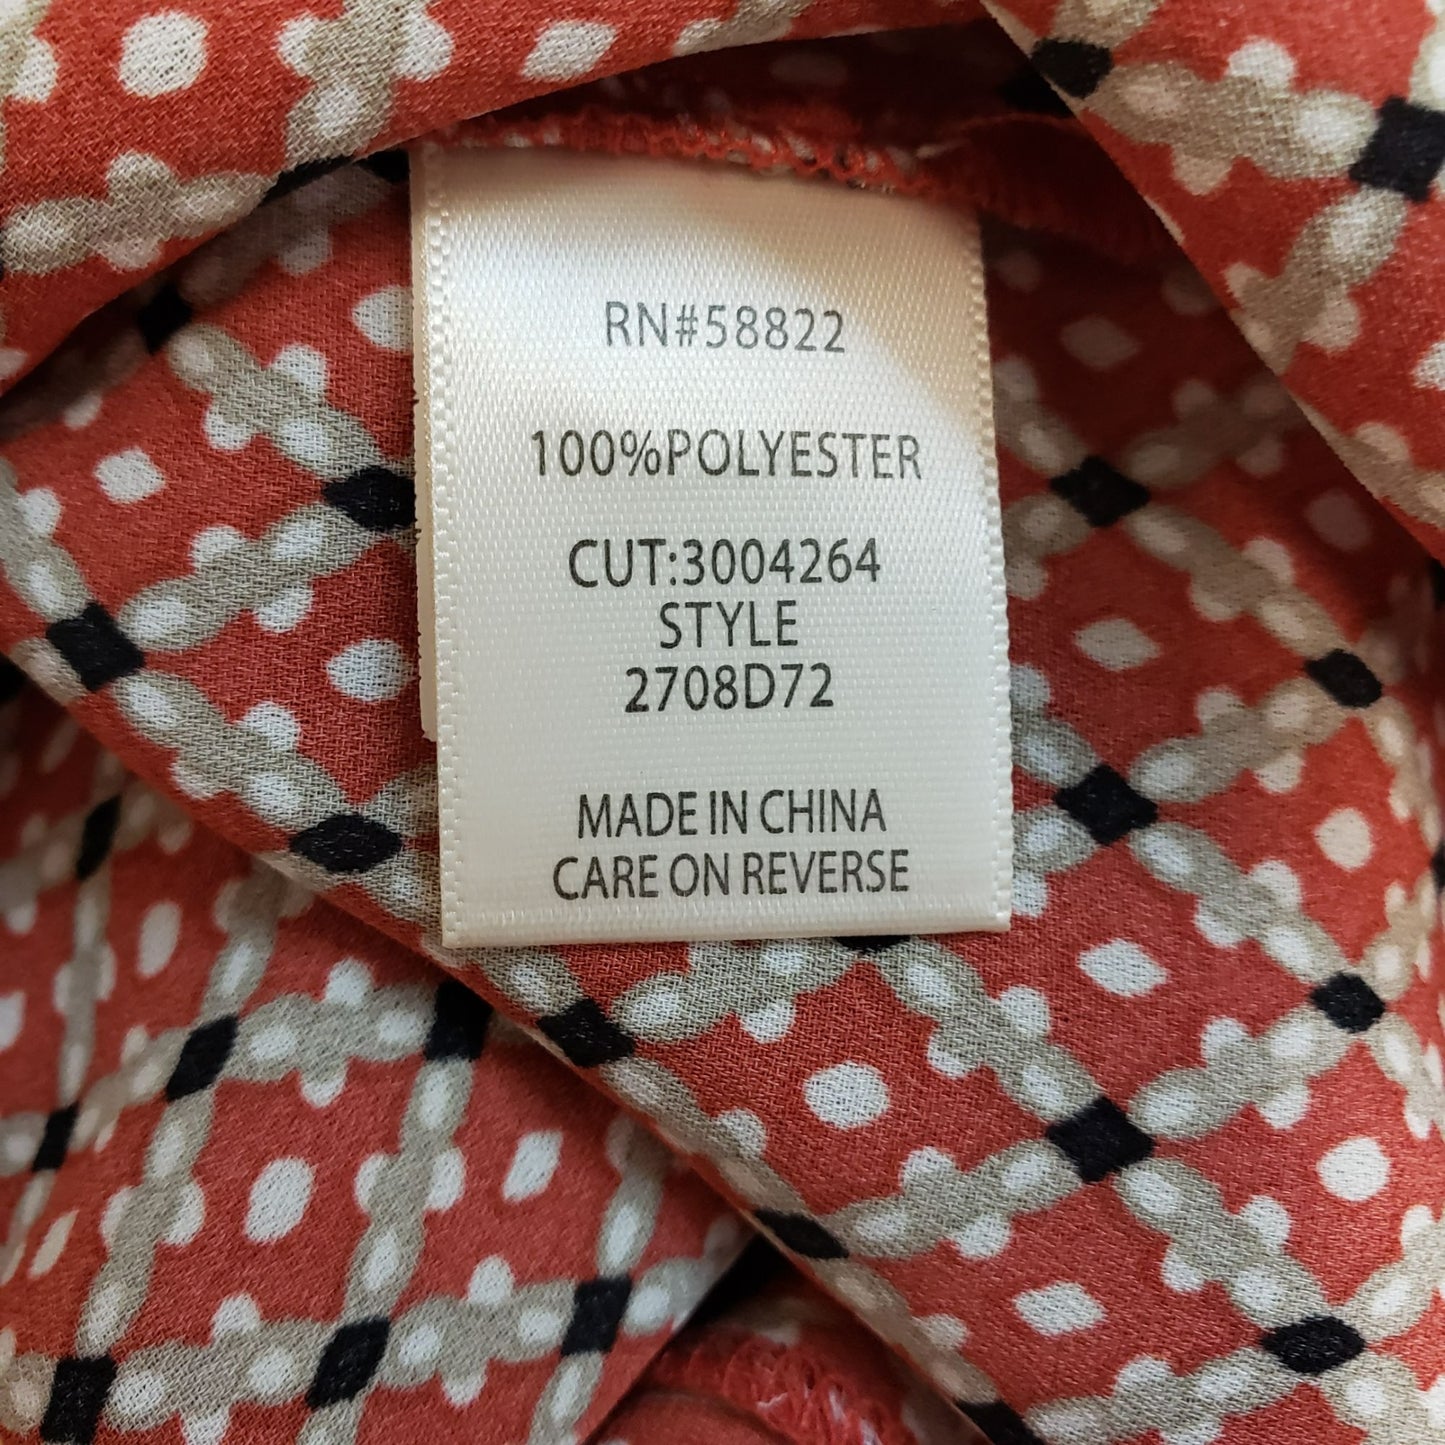 RN#58822
100%POLYESTER
CUT:3004264
STYLE
2708D72
MADE IN CHINA
CARE ON REVERSE